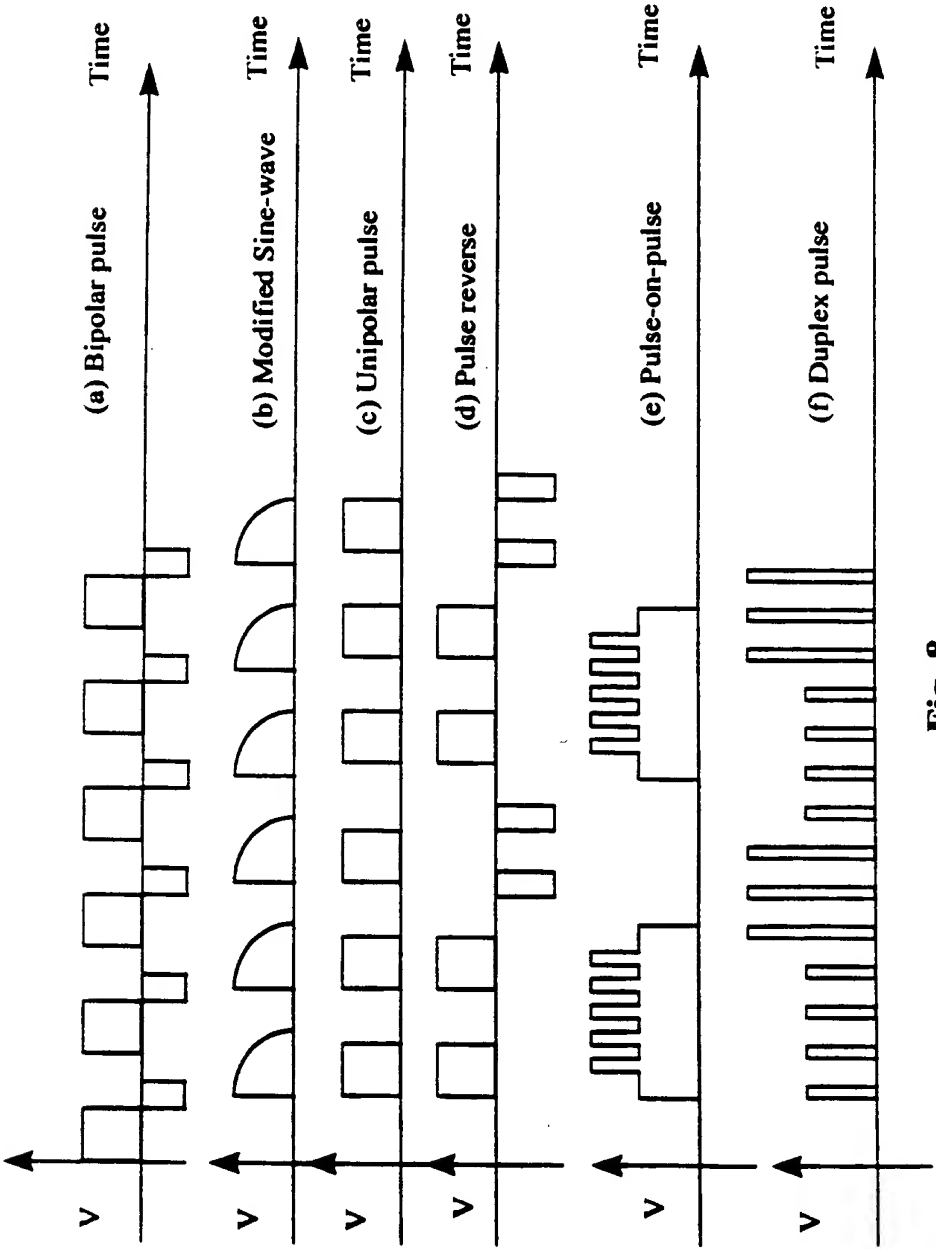 V
(a) Bipolar pulse
Time
V
(b) Modified Sine-wave
Time
(c) Unipolar pulse
Time
V
(d) Pulse reverse
Time
V
(e) Pulse-on-pulse
Time
V
(f) Duplex pulse
Time